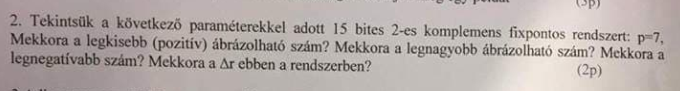 (3p)
2. Tekintsük a következő paraméterekkel adott 15 bites 2-es komplemens fixpontos rendszert: p=7,
Mekkora a legkisebb (pozitív) ábrázolható szám? Mekkora a legnagyobb ábrázolható szám? Mekkora a
legnegatívabb szám? Mekkora a Δr ebben a rendszerben?
(2p)